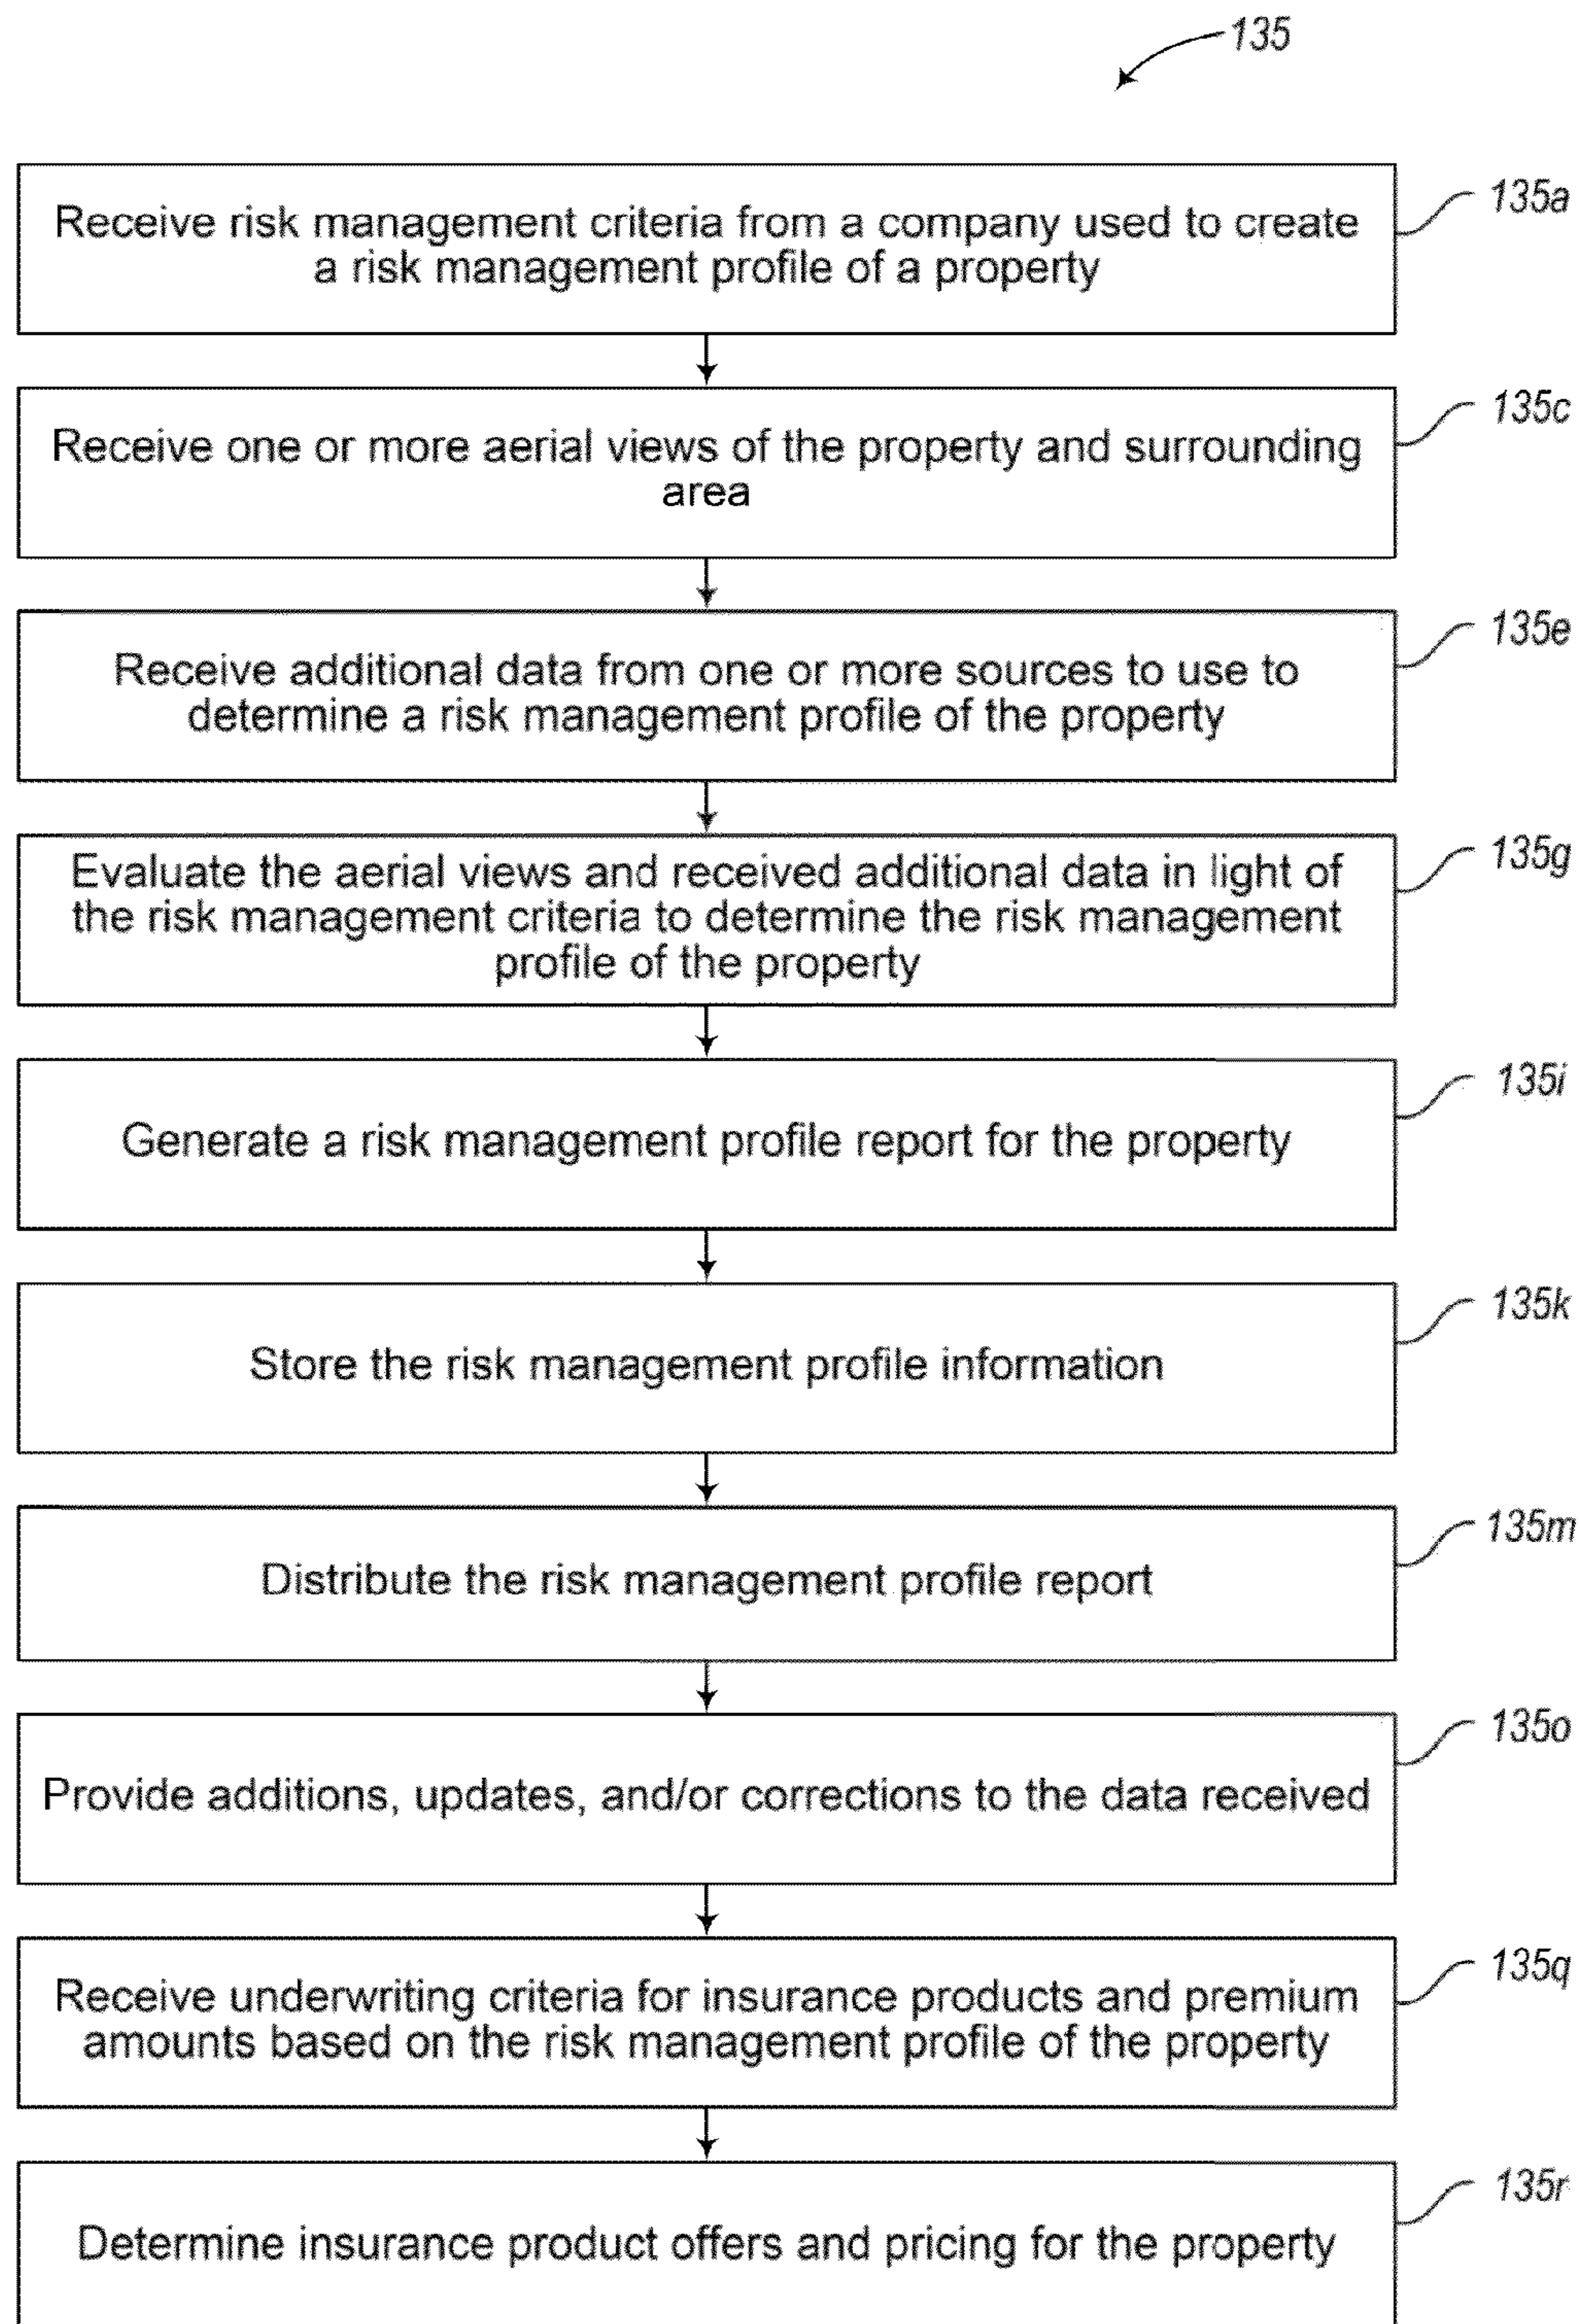 135
Receive risk management criteria from a company used to create
a risk management profile of a property
135a
Receive one or more aerial views of the property and surrounding
area
135c
Receive additional data from one or more sources to use to
determine a risk management profile of the property
135e
Evaluate the aerial views and received additional data in light of
the risk management criteria to determine the risk management
profile of the property
135g
Generate a risk management profile report for the property
135i
Store the risk management profile information
135k
Distribute the risk management profile report
135m
Provide additions, updates, and/or corrections to the data received
135o
Receive underwriting criteria for insurance products and premium
amounts based on the risk management profile of the property
135q
Determine insurance product offers and pricing for the property
135r